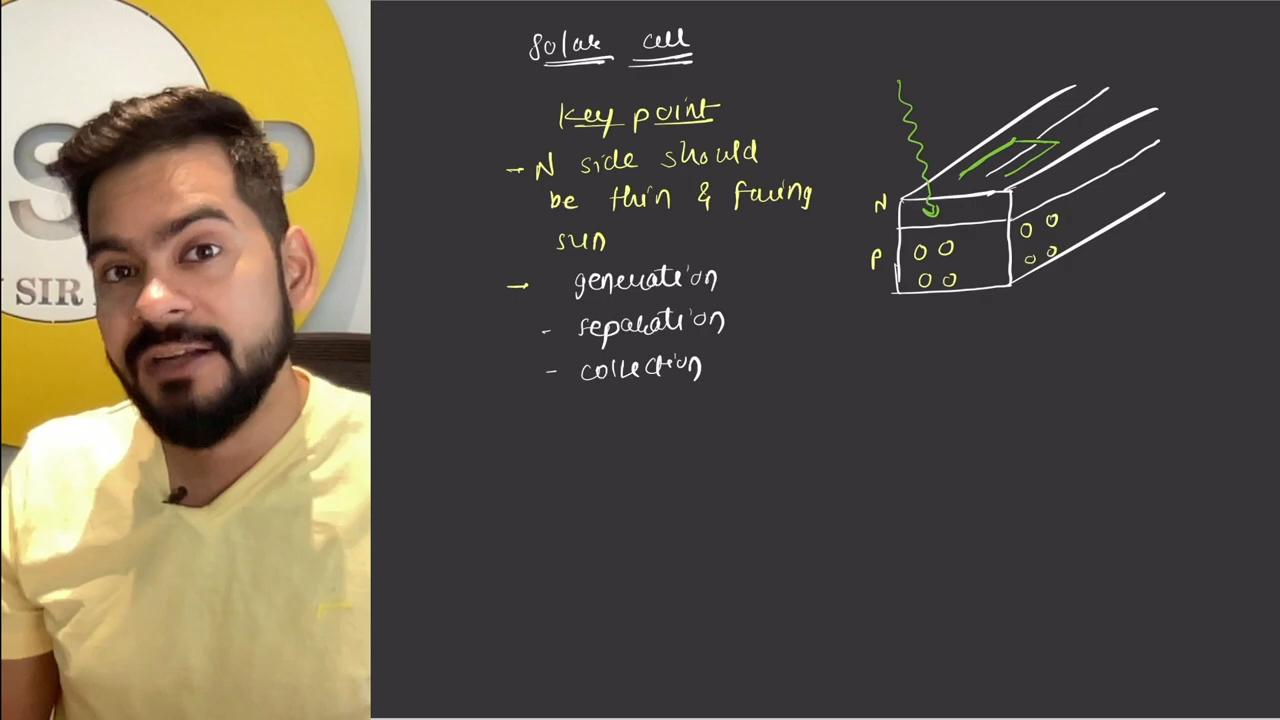 Solar cell
Key point
- N side should
be thin & facing
sun
- generation
- separation
- collection
N
P
S
SIR